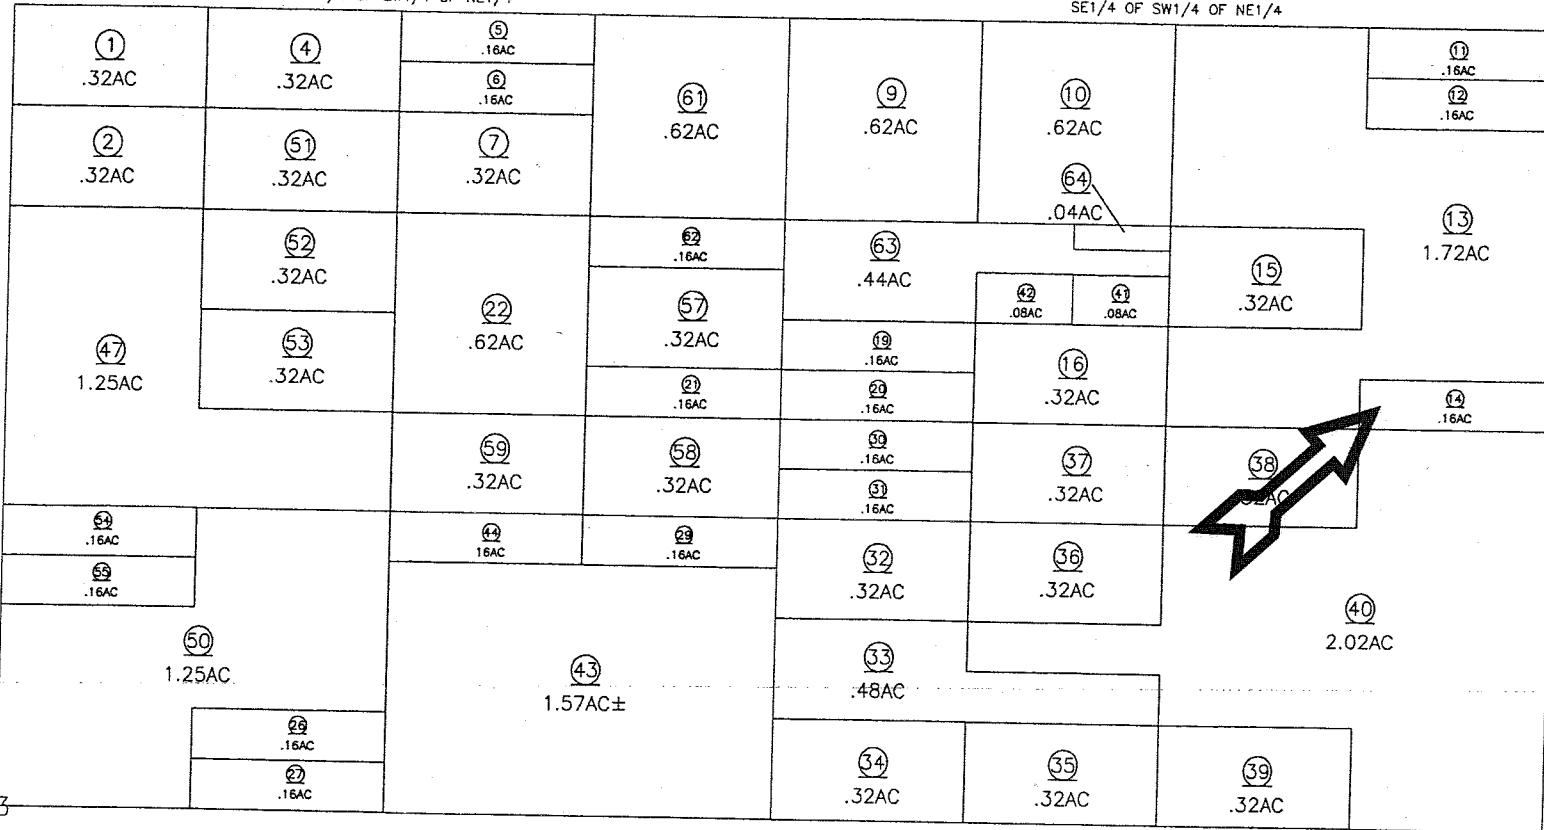 SE1/4 OF SW1/4 OF NE1/4
1
.32AC
4
.32AC
5
.16AC
6
.16AC
61
.62AC
9
.62AC
10
.62AC
11
.16AC
12
.16AC
2
.32AC
51
.32AC
7
.32AC
64
.04AC
13
1.72AC
52
.32AC
62
.16AC
63
.44AC
15
.32AC
42
.08AC
41
.08AC
22
.62AC
57
.32AC
47
1.25AC
53
.32AC
19
.16AC
16
.32AC
21
.16AC
20
.16AC
14
.16AC
59
.32AC
58
.32AC
30
.16AC
31
.16AC
37
.32AC
38
54
.16AC
55
.16AC
44
16AC
29
.16AC
32
.32AC
36
.32AC
40
2.02AC
50
1.25AC
43
1.57AC±
33
.48AC
26
.16AC
27
.16AC
34
.32AC
35
.32AC
39
.32AC
3